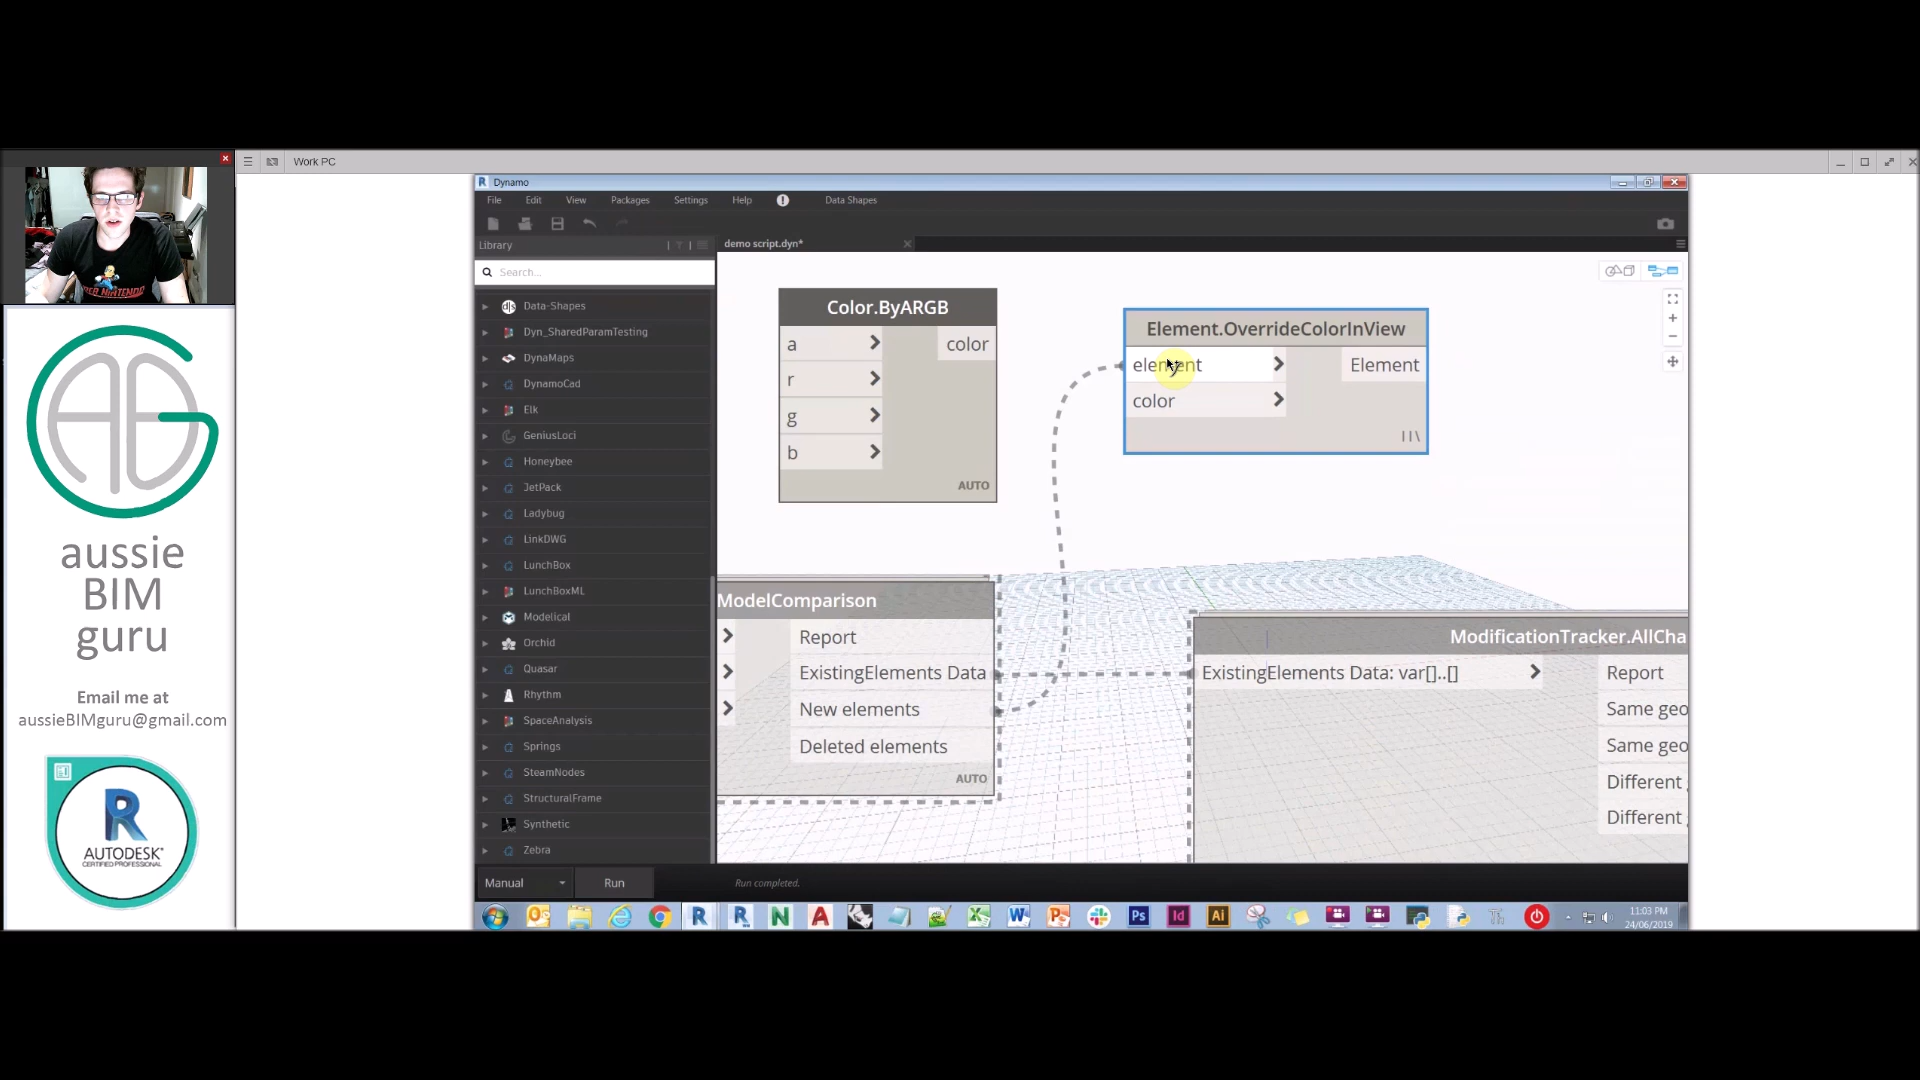 Work PC
Dynamo
File Edit View Packages Settings Help Data Shapes
Library
demo script.dyn*
Search...
Data-Shapes
Dyn_SharedParamTesting
DynaMaps
DynamoCad
Elk
GeniusLoci
Honeybee
JetPack
Ladybug
LinkDWG
LunchBox
LunchBoxML
Modelical
Orchid
Quasar
Rhythm
SpaceAnalysis
Springs
SteamNodes
StructuralFrame
Synthetic
Zebra
Color.ByARGB
a color
r
g
b
AUTO
Element.OverrideColorInView
element Element
color
ModelComparison
Report
ExistingElements Data
New elements
Deleted elements
AUTO
ModificationTracker.AllCha
ExistingElements Data: var[]..[] Report
Same geo
Same geo
Different
Different
Manual Run Run completed.
11:03 PM
24/06/2019
aussie
BIM
guru
Email me at
aussieBIMguru@gmail.com
R
AUTODESK
CERTIFIED PROFESSIONAL